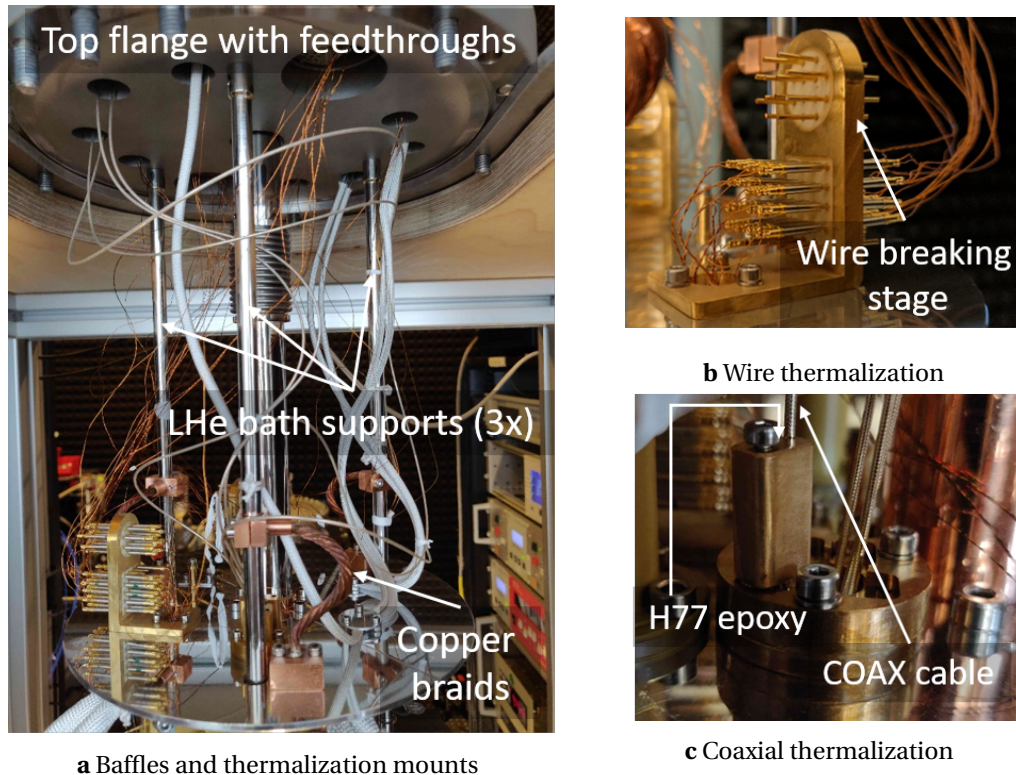 Top flange with feedthroughs
LHe bath supports (3x)
Copper
braids
a Baffles and thermalization mounts
Wire breaking
stage
b Wire thermalization
H77 epoxy
COAX cable
c Coaxial thermalization